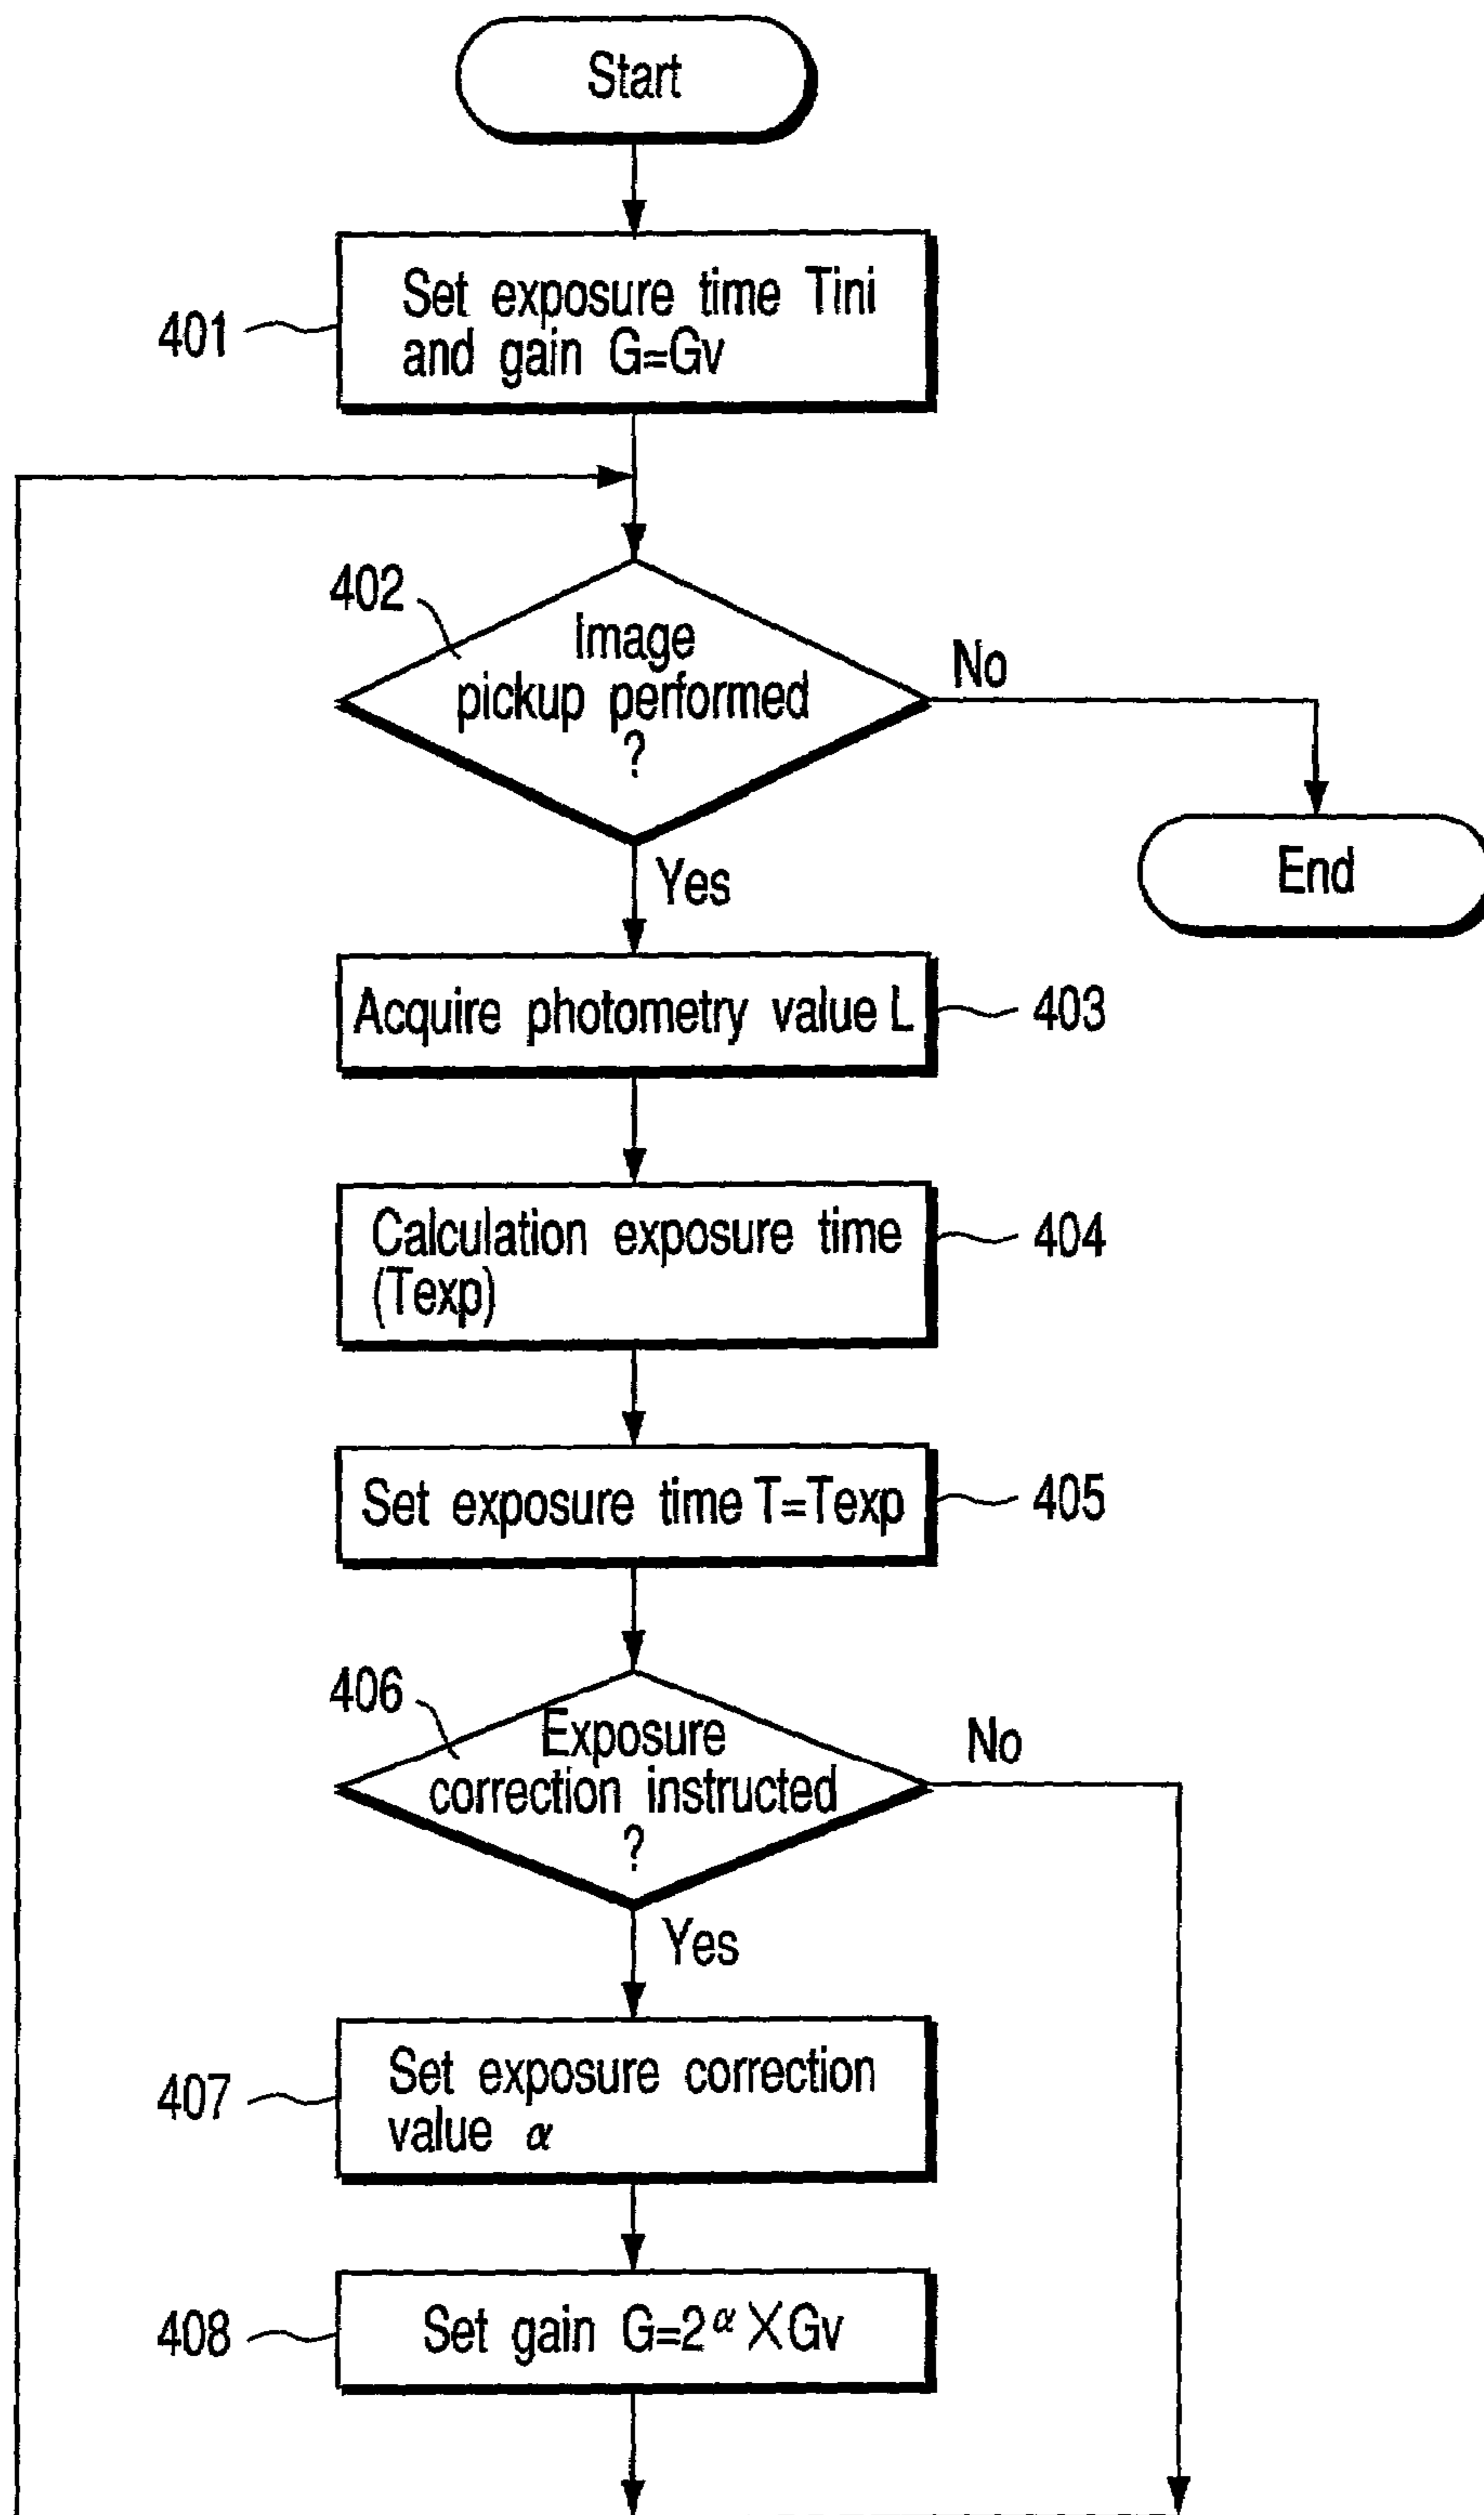 Start
401
Set exposure time Tini
and gain G=Gv
402
Image
pickup performed
?
No
End
Yes
Acquire photometry value L
403
Calculation exposure time
(Texp)
404
Set exposure time T=Texp
405
406
Exposure
correction instructed
?
No
Yes
407
Set exposure correction
value α
408
Set gain G=2^α×Gv